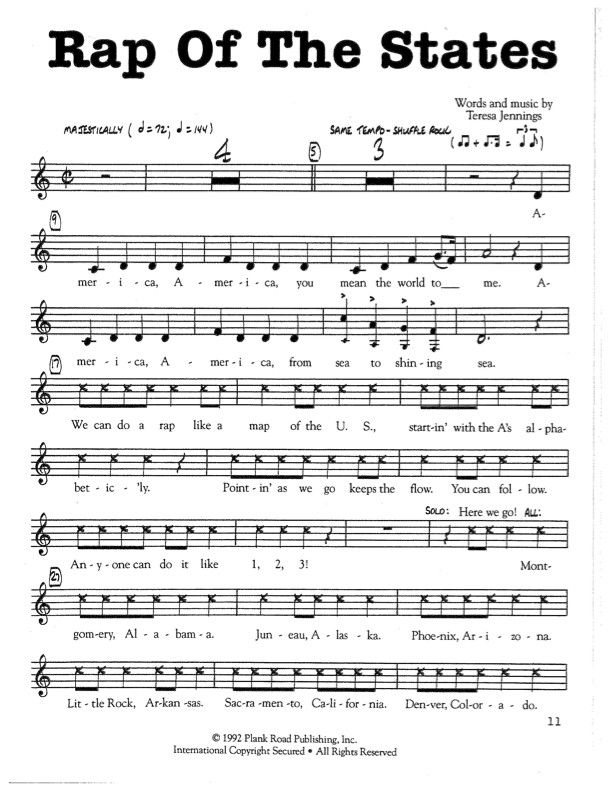 Rap Of The States
Words and music by
Teresa Jennings
MAJESTICALLY ( d=72; d=144)
SAME TEMPO-SHUFFLE ROCK
3
4
5
3
A-
9
mer - i - ca, A - mer - i - ca, you mean the world to___ me. A-
mer - i - ca, A - mer - i - ca, from sea to shin - ing sea.
17
We can do a rap like a map of the U. S., start-in' with the A's al - pha-
bet - ic - 'ly. Point - in' as we go keeps the flow. You can fol - low.
SOLO: Here we go! ALL:
An - y - one can do it like 1, 2, 3! Mont-
gom-ery, Al - a - bam - a. Jun - eau, A - las - ka. Phoe-nix, Ar - i - zo - na.
Lit - tle Rock, Ar-kan -sas. Sac-ra -men-to, Ca-li - for - nia. Den-ver, Col-or - a - do.
11
© 1992 Plank Road Publishing, Inc.
International Copyright Secured • All Rights Reserved